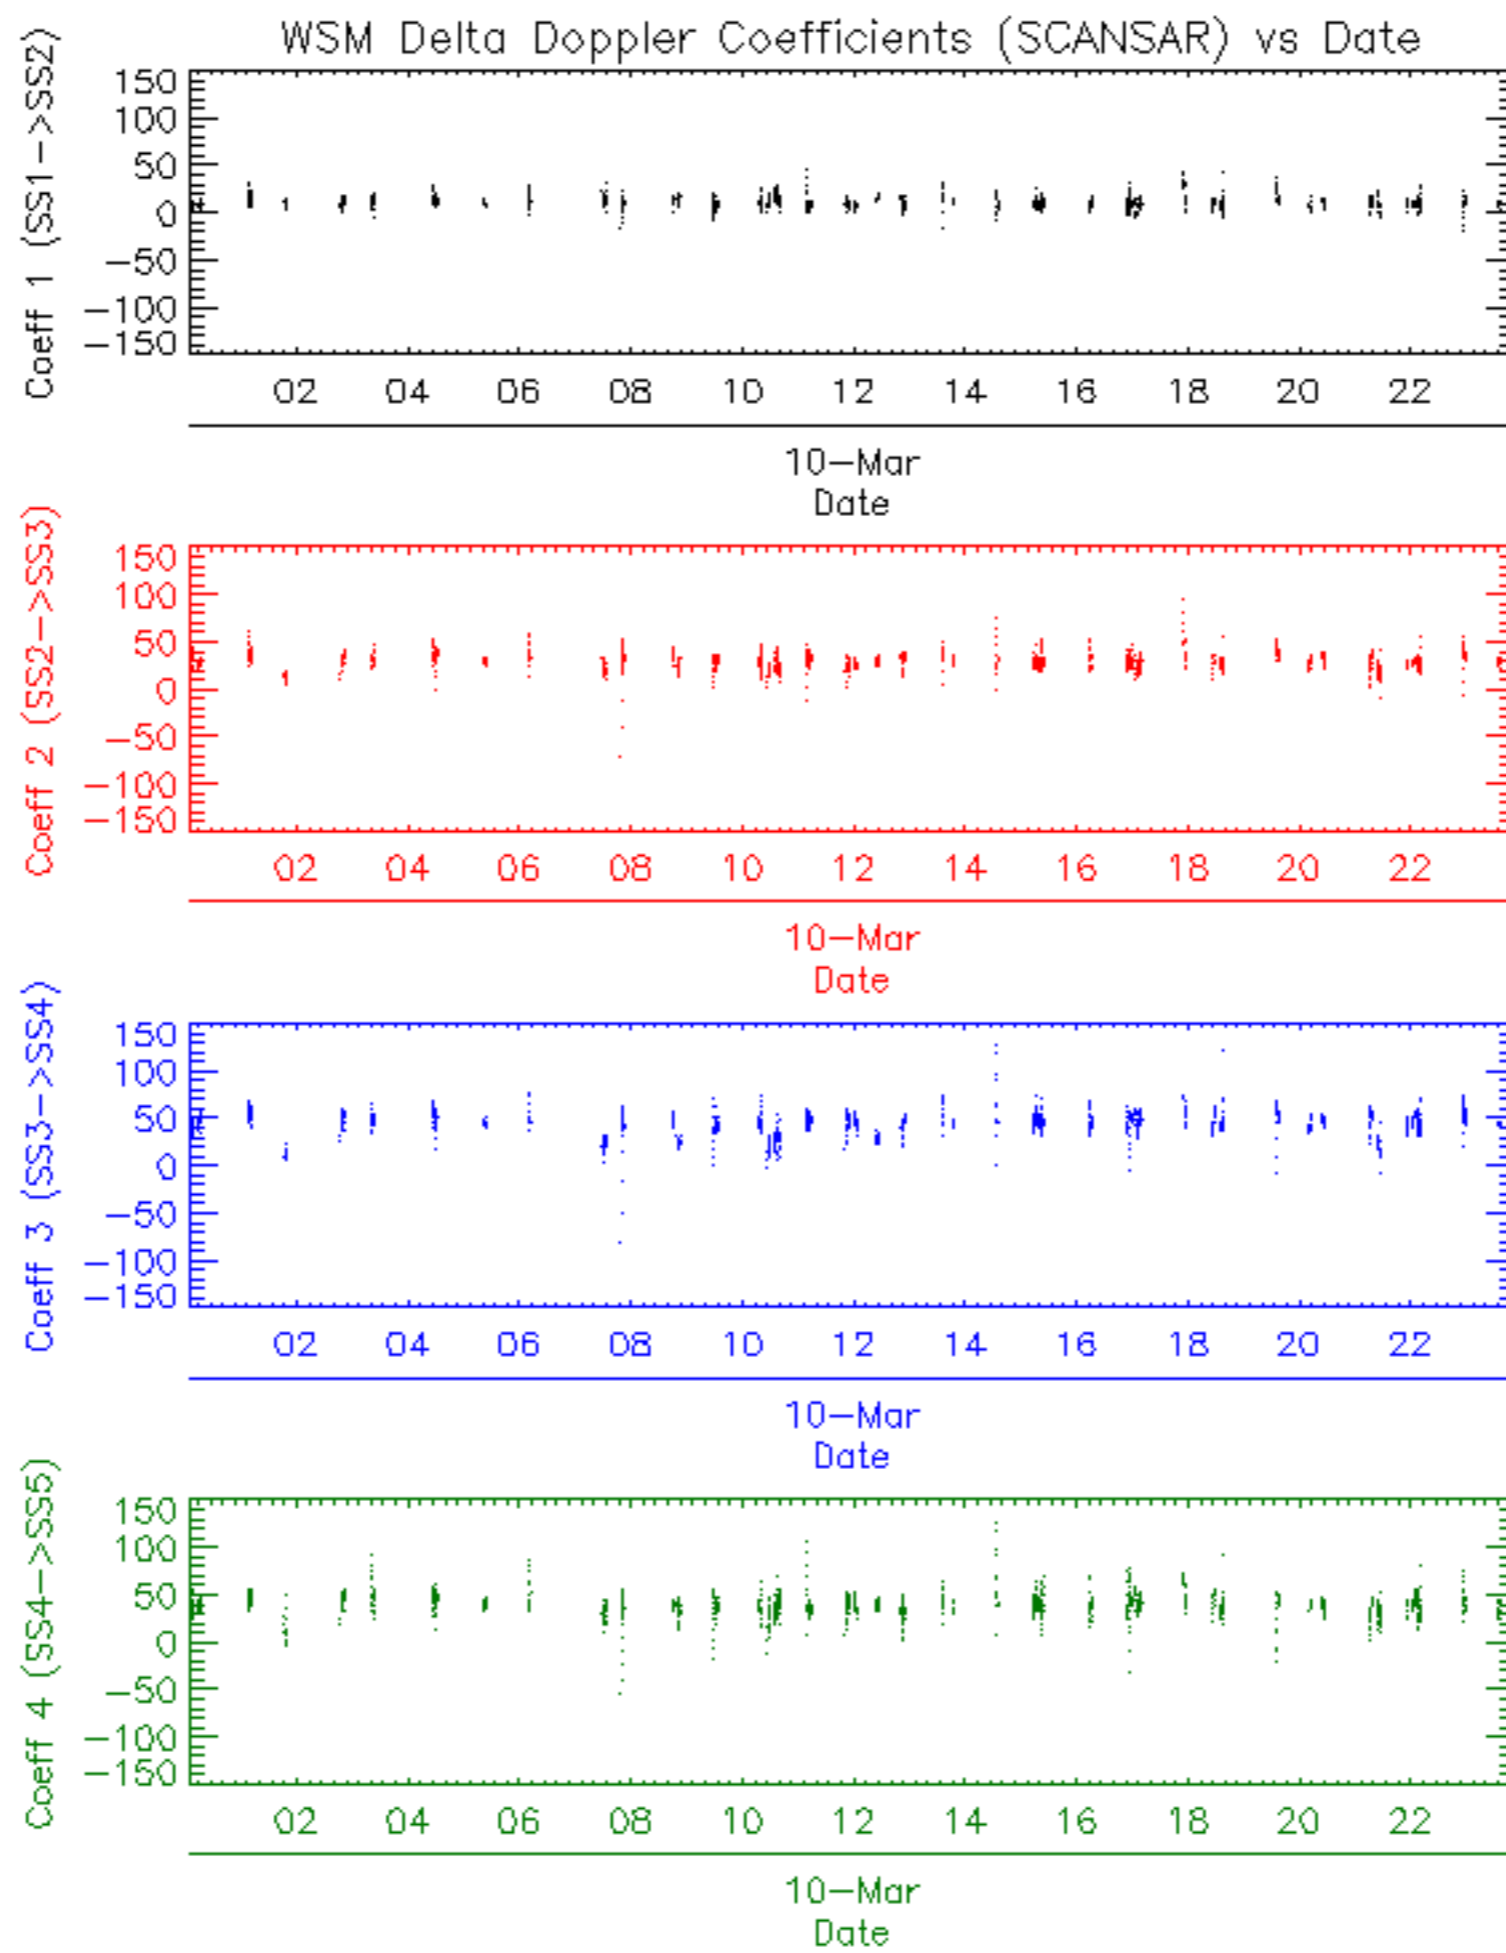 WSM Delta Doppler Coefficients (SCANSAR) vs Date
Coeff 1 (SS1->SS2)
150
100
50
0
-50
-100
-150
02 04 06 08 10 12 14 16 18 20 22
10-Mar
Date
Coeff 2 (SS2->SS3)
150
100
50
0
-50
-100
-150
02 04 06 08 10 12 14 16 18 20 22
10-Mar
Date
Coeff 3 (SS3->SS4)
150
100
50
0
-50
-100
-150
02 04 06 08 10 12 14 16 18 20 22
10-Mar
Date
Coeff 4 (SS4->SS5)
150
100
50
0
-50
-100
-150
02 04 06 08 10 12 14 16 18 20 22
10-Mar
Date